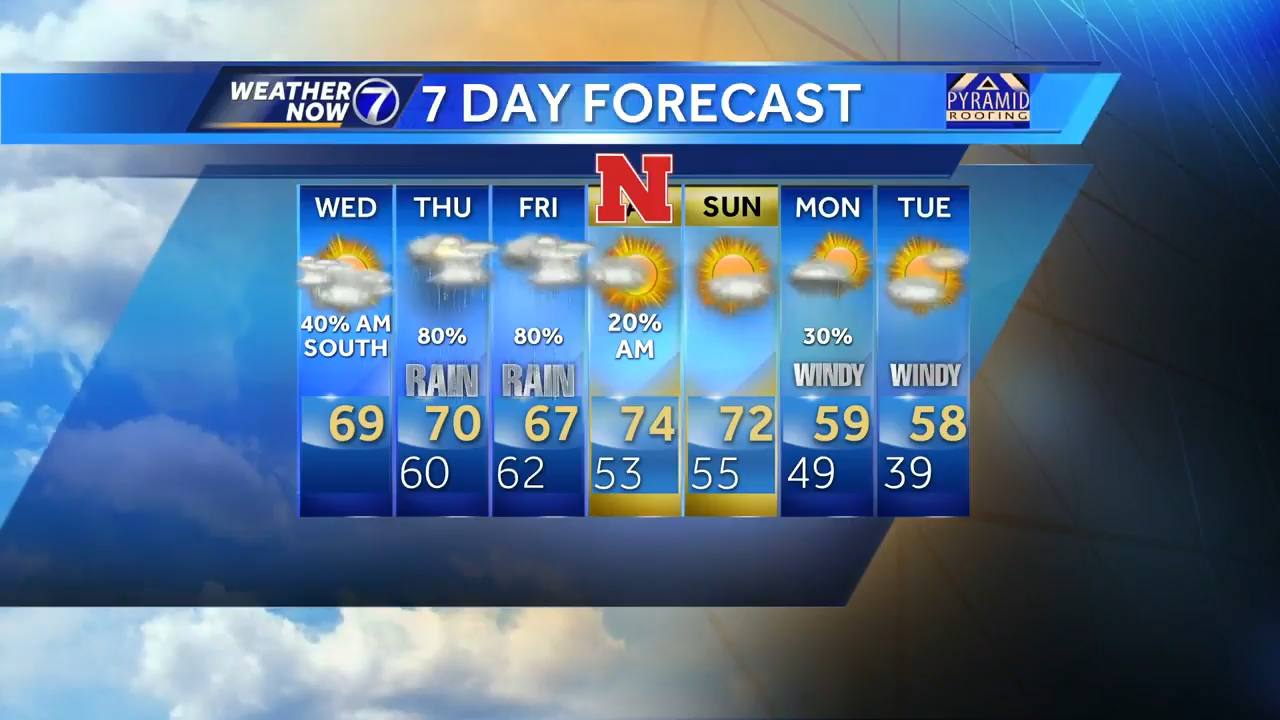 WEATHER
NOW 7
7 DAY FORECAST
PYRAMID
ROOFING
N
WED THU FRI SUN MON TUE
40% AM
SOUTH
80%
80%
20%
AM
30%
RAIN RAIN WINDY WINDY
69 70 67 74 72 59 58
60 62 53 55 49 39